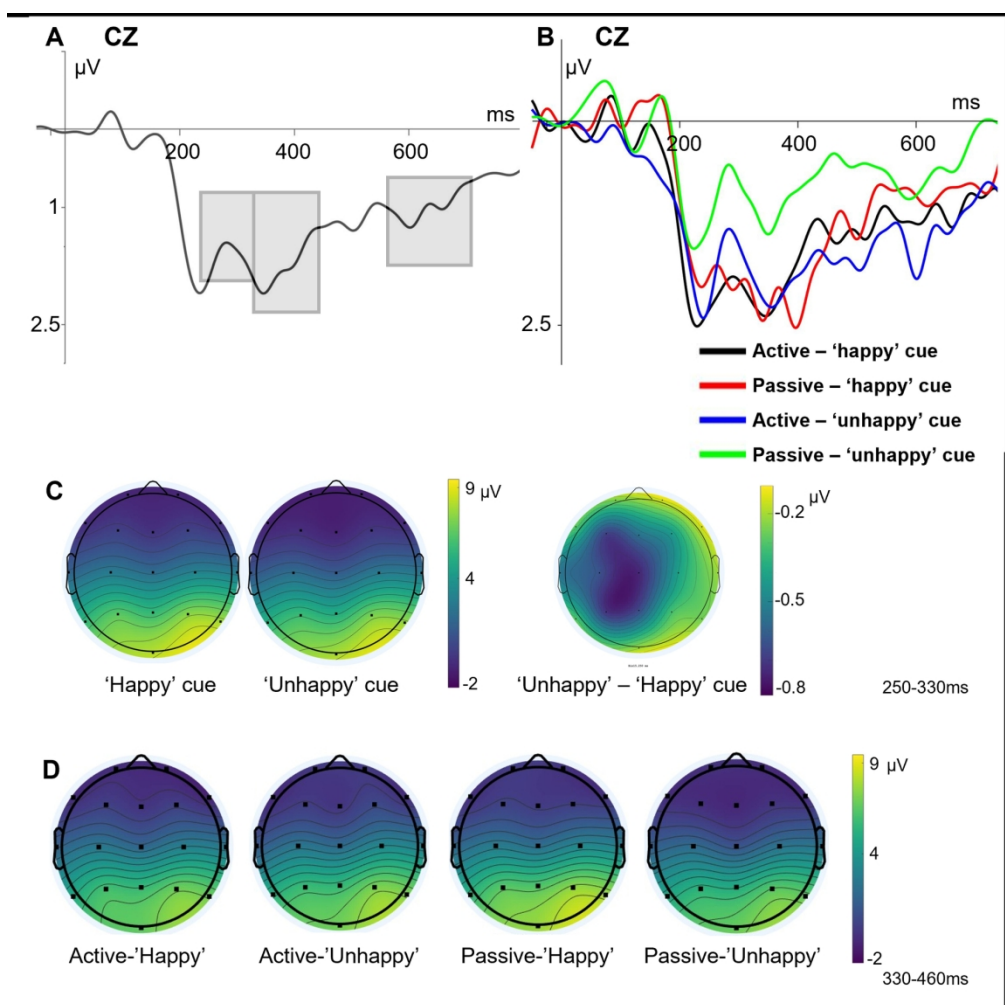 A CZ
µV
ms
200 400 600
1
2.5
B CZ
µV
ms
200 400 600
2.5
Active – ‘happy’ cue
Passive – ‘happy’ cue
Active – ‘unhappy’ cue
Passive – ‘unhappy’ cue
C
9 µV
4
-2
‘Happy’ cue
‘Unhappy’ cue
µV
-0.2
-0.5
-0.8
‘Unhappy’ – ‘Happy’ cue
250-330ms
D
9 µV
4
-2
Active-’Happy’
Active-’Unhappy’
Passive-’Happy’
Passive-’Unhappy’
330-460ms